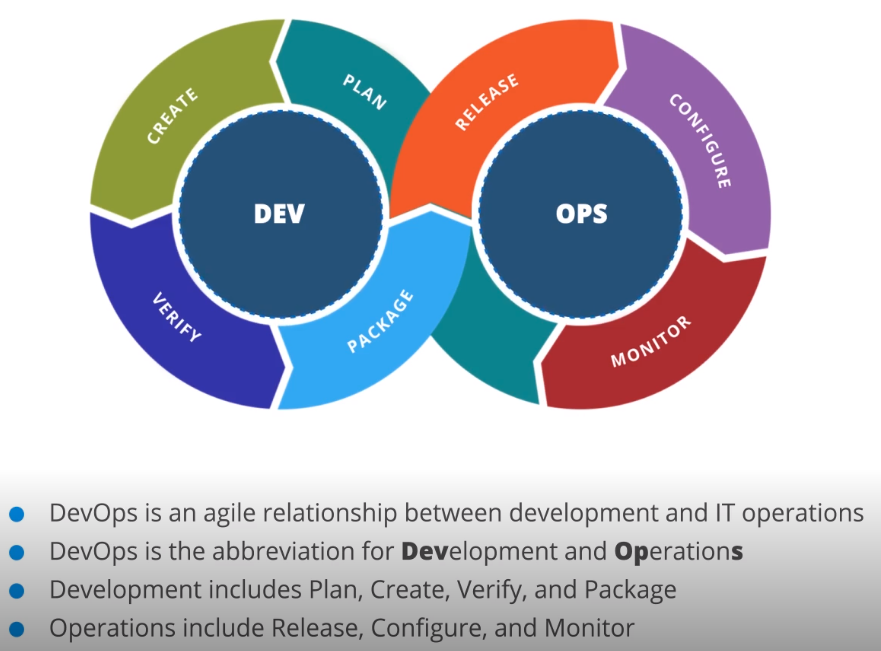 CREATE
PLAN
RELEASE
CONFIGURE
DEV
OPS
VERIFY
PACKAGE
MONITOR
DevOps is an agile relationship between development and IT operations
DevOps is the abbreviation for Development and Operations
Development includes Plan, Create, Verify, and Package
Operations include Release, Configure, and Monitor